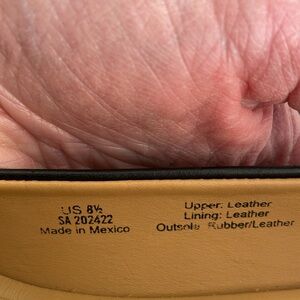 US 8½
SA 202422
Made in Mexico
Upper: Leather
Lining: Leather
Outsole: Rubber/Leather